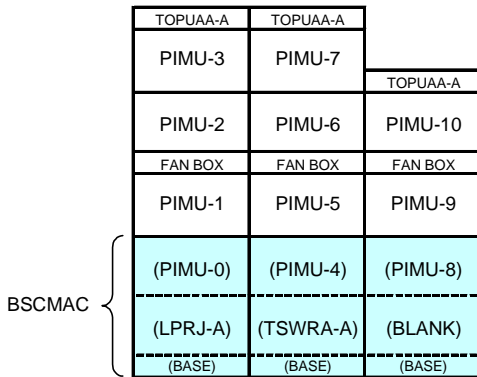 TOPUAA-A TOPUAA-A
PIMU-3 PIMU-7
TOPUAA-A
PIMU-2 PIMU-6 PIMU-10
FAN BOX FAN BOX FAN BOX
PIMU-1 PIMU-5 PIMU-9
(PIMU-0) (PIMU-4) (PIMU-8)
BSCMAC
(LPRJ-A) (TSWRA-A) (BLANK)
(BASE) (BASE) (BASE)